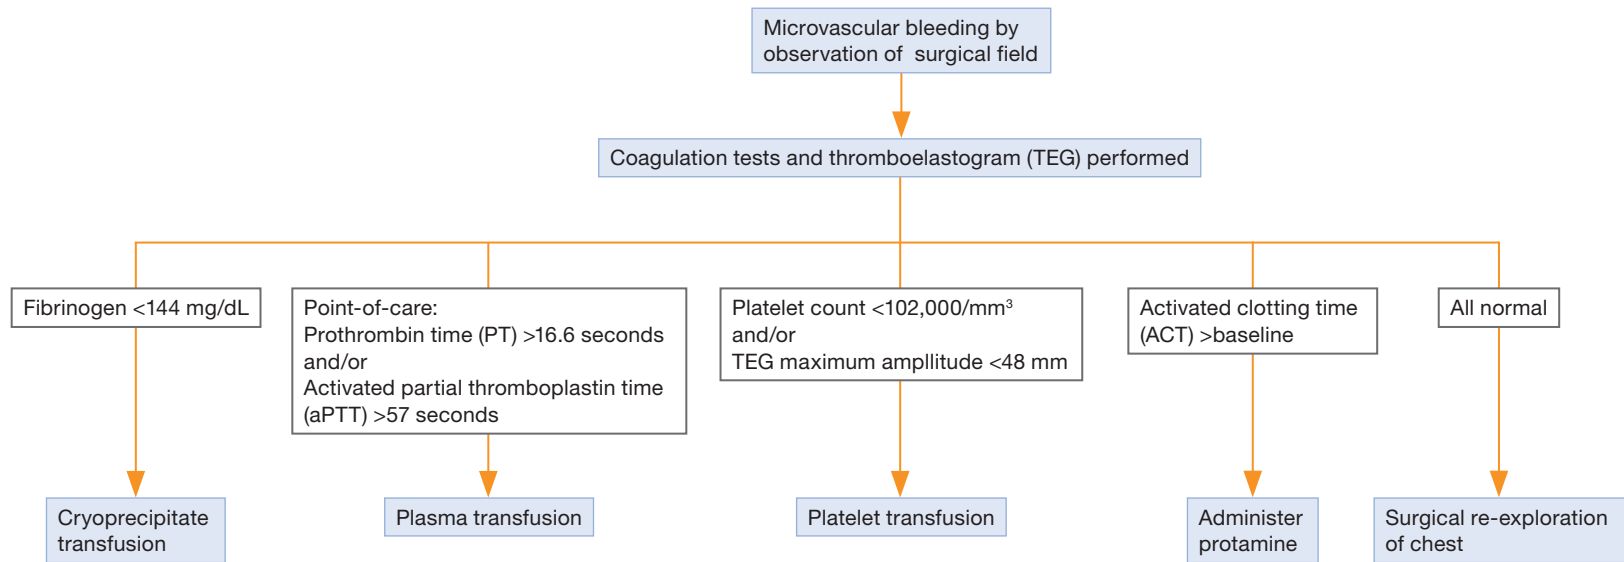 Microvascular bleeding by
observation of surgical field
Coagulation tests and thromboelastogram (TEG) performed
Fibrinogen <144 mg/dL
Point-of-care:
Prothrombin time (PT) >16.6 seconds
and/or
Activated partial thromboplastin time
(aPTT) >57 seconds
Platelet count <102,000/mm³
and/or
TEG maximum ampllitude <48 mm
Activated clotting time
(ACT) >baseline
All normal
Cryoprecipitate
transfusion
Plasma transfusion
Platelet transfusion
Administer
protamine
Surgical re-exploration
of chest